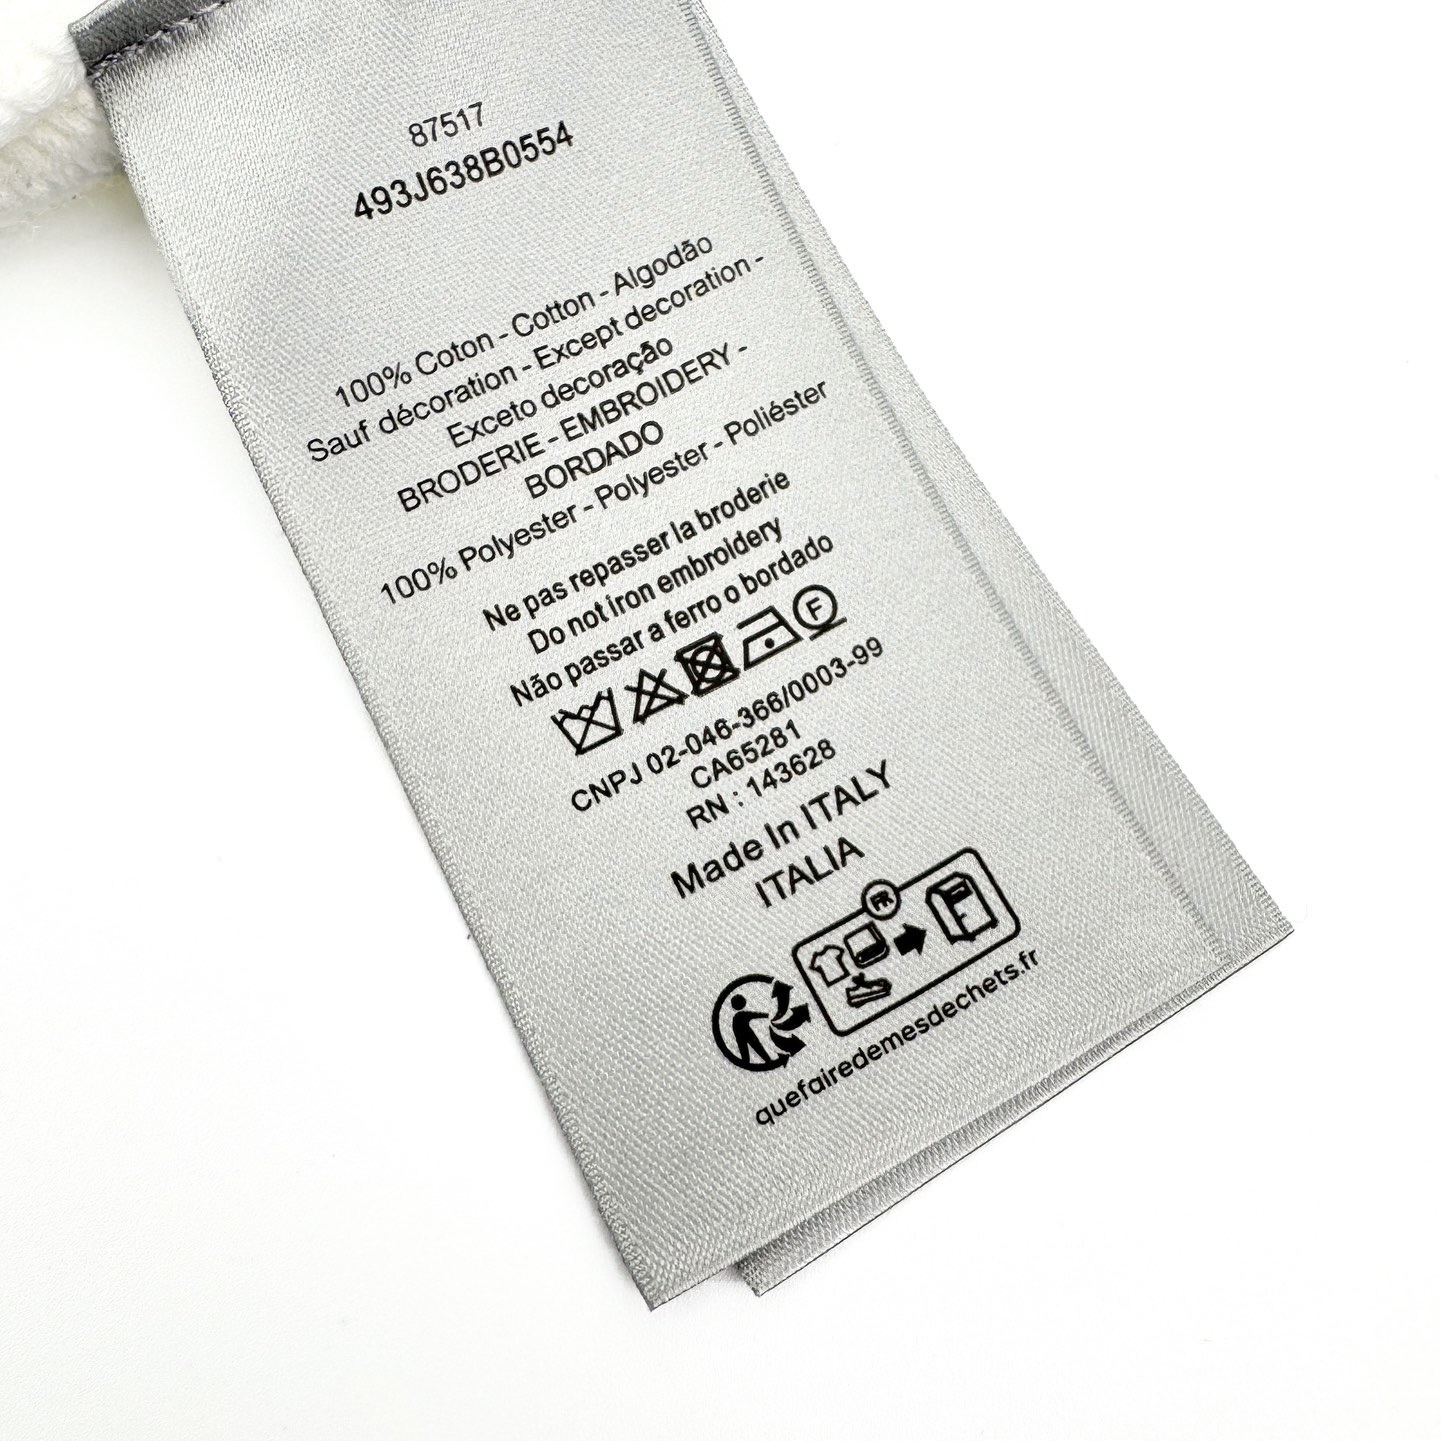 87517
493J638B0554
100% Coton - Cotton - Algodão
Sauf décoration - Except decoration -
Exceto decoração
BRODERIE - EMBROIDERY -
BORDADO
100% Polyester - Polyester - Poliéster
Ne pas repasser la broderie
Do not iron embroidery
Não passar a ferro o bordado
F
CNPJ 02-046-366/0003-99
CA65281
RN : 143628
Made In ITALY
ITALIA
FR
quefairedemesdechets.fr